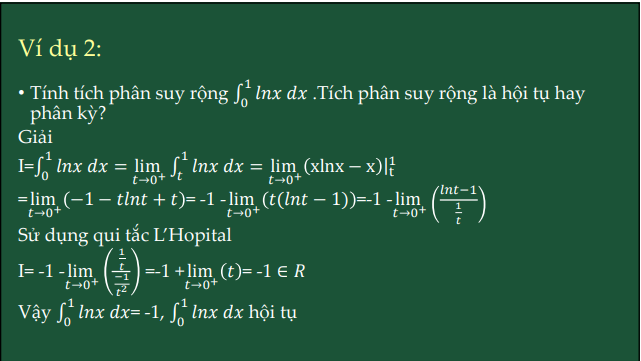 Ví dụ 2:
• Tính tích phân suy rộng ∫₀¹ lnx dx .Tích phân suy rộng là hội tụ hay
phân kỳ?
Giải
I=∫₀¹ lnx dx = lim_{t→0⁺} ∫ₜ¹ lnx dx = lim_{t→0⁺} (xlnx − x)|ₜ¹
=lim_{t→0⁺}(−1 − tlnt + t)= -1 -lim_{t→0⁺}(t(lnt − 1))=-1 -lim_{t→0⁺} ((lnt−1)/(1/t))
Sử dụng qui tắc L’Hopital
I= -1 -lim_{t→0⁺} ((1/t)/(−1/t²)) =-1 +lim_{t→0⁺}(t)= -1 ∈ R
Vậy ∫₀¹ lnx dx= -1, ∫₀¹ lnx dx hội tụ